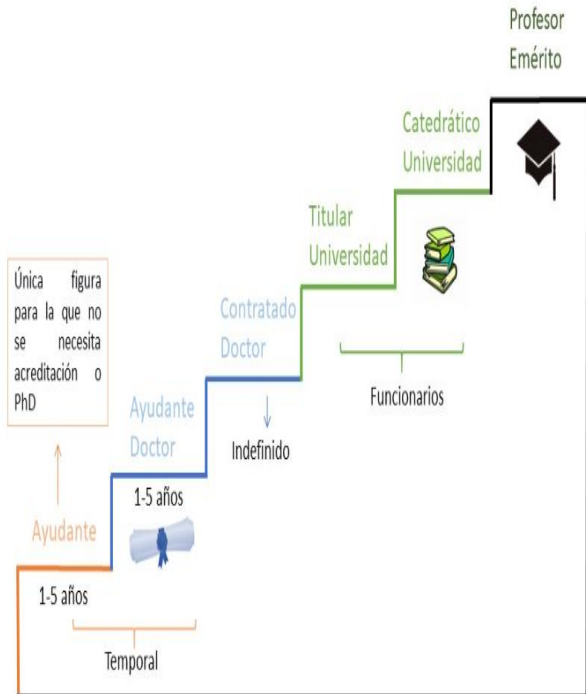 Profesor
Emérito
Catedrático
Universidad
Titular
Universidad
Única figura
para la que no
se necesita
acreditación o
PhD
Contratado
Doctor
Funcionarios
Ayudante
Doctor
Indefinido
1-5 años
Ayudante
1-5 años
Temporal